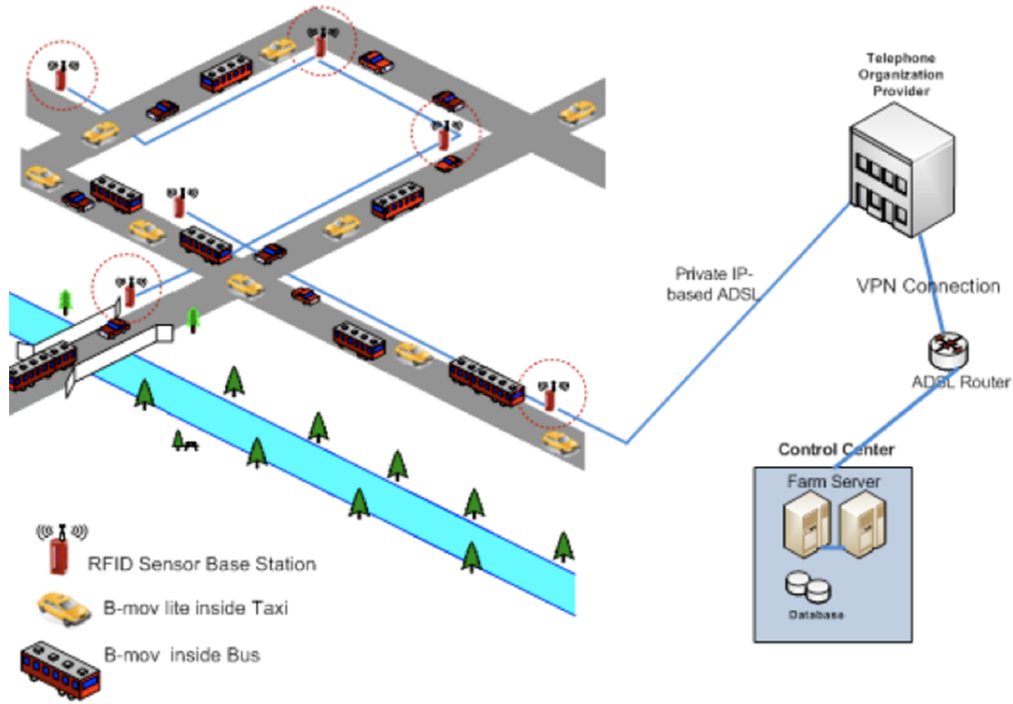 Telephone
Organization
Provider
Private IP-
based ADSL
VPN Connection
ADSL Router
Control Center
Farm Server
Database
RFID Sensor Base Station
B-mov lite inside Taxi
B-mov inside Bus